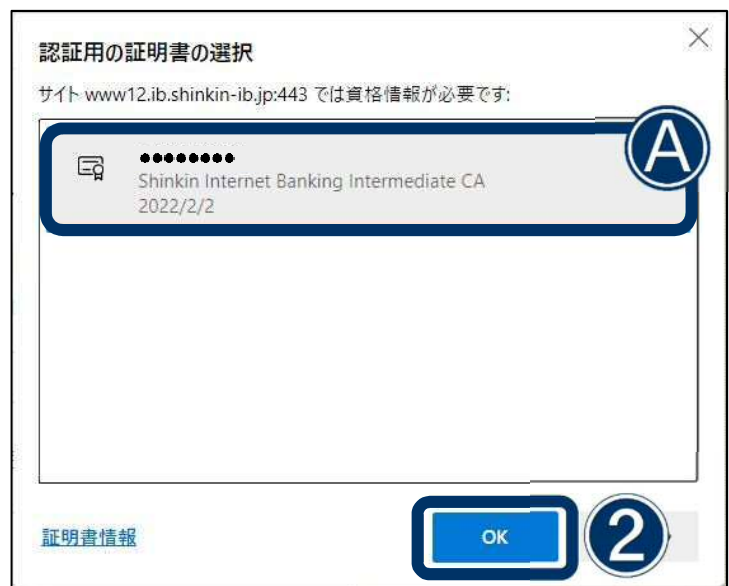 認証用の証明書の選択
サイト www12.ib.shinkin-ib.jp:443 では資格情報が必要です:
A
●●●●●●●●
Shinkin Internet Banking Intermediate CA
2022/2/2
証明書情報
OK
2